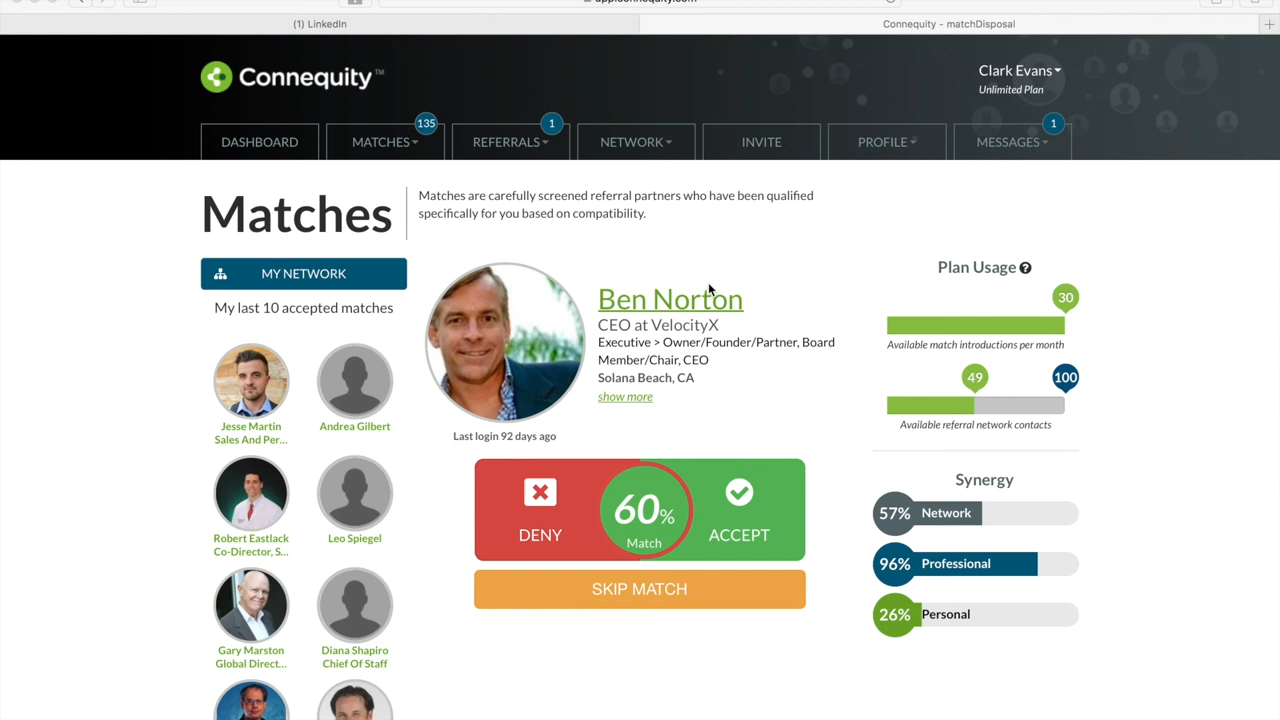 app.connequity.com
(1) LinkedIn
Connequity - matchDisposal
Connequity™
Clark Evans
Unlimited Plan
DASHBOARD
MATCHES
135
REFERRALS
1
NETWORK
INVITE
PROFILE
MESSAGES
1
Matches
Matches are carefully screened referral partners who have been qualified
specifically for you based on compatibility.
MY NETWORK
My last 10 accepted matches
Jesse Martin
Sales And Per...
Andrea Gilbert
Robert Eastlack
Co-Director, S...
Leo Spiegel
Gary Marston
Global Direct...
Diana Shapiro
Chief Of Staff
Ben Norton
CEO at VelocityX
Executive > Owner/Founder/Partner, Board
Member/Chair, CEO
Solana Beach, CA
show more
Last login 92 days ago
DENY
60%
Match
ACCEPT
SKIP MATCH
Plan Usage
30
Available match introductions per month
49
100
Available referral network contacts
Synergy
57% Network
96% Professional
26% Personal